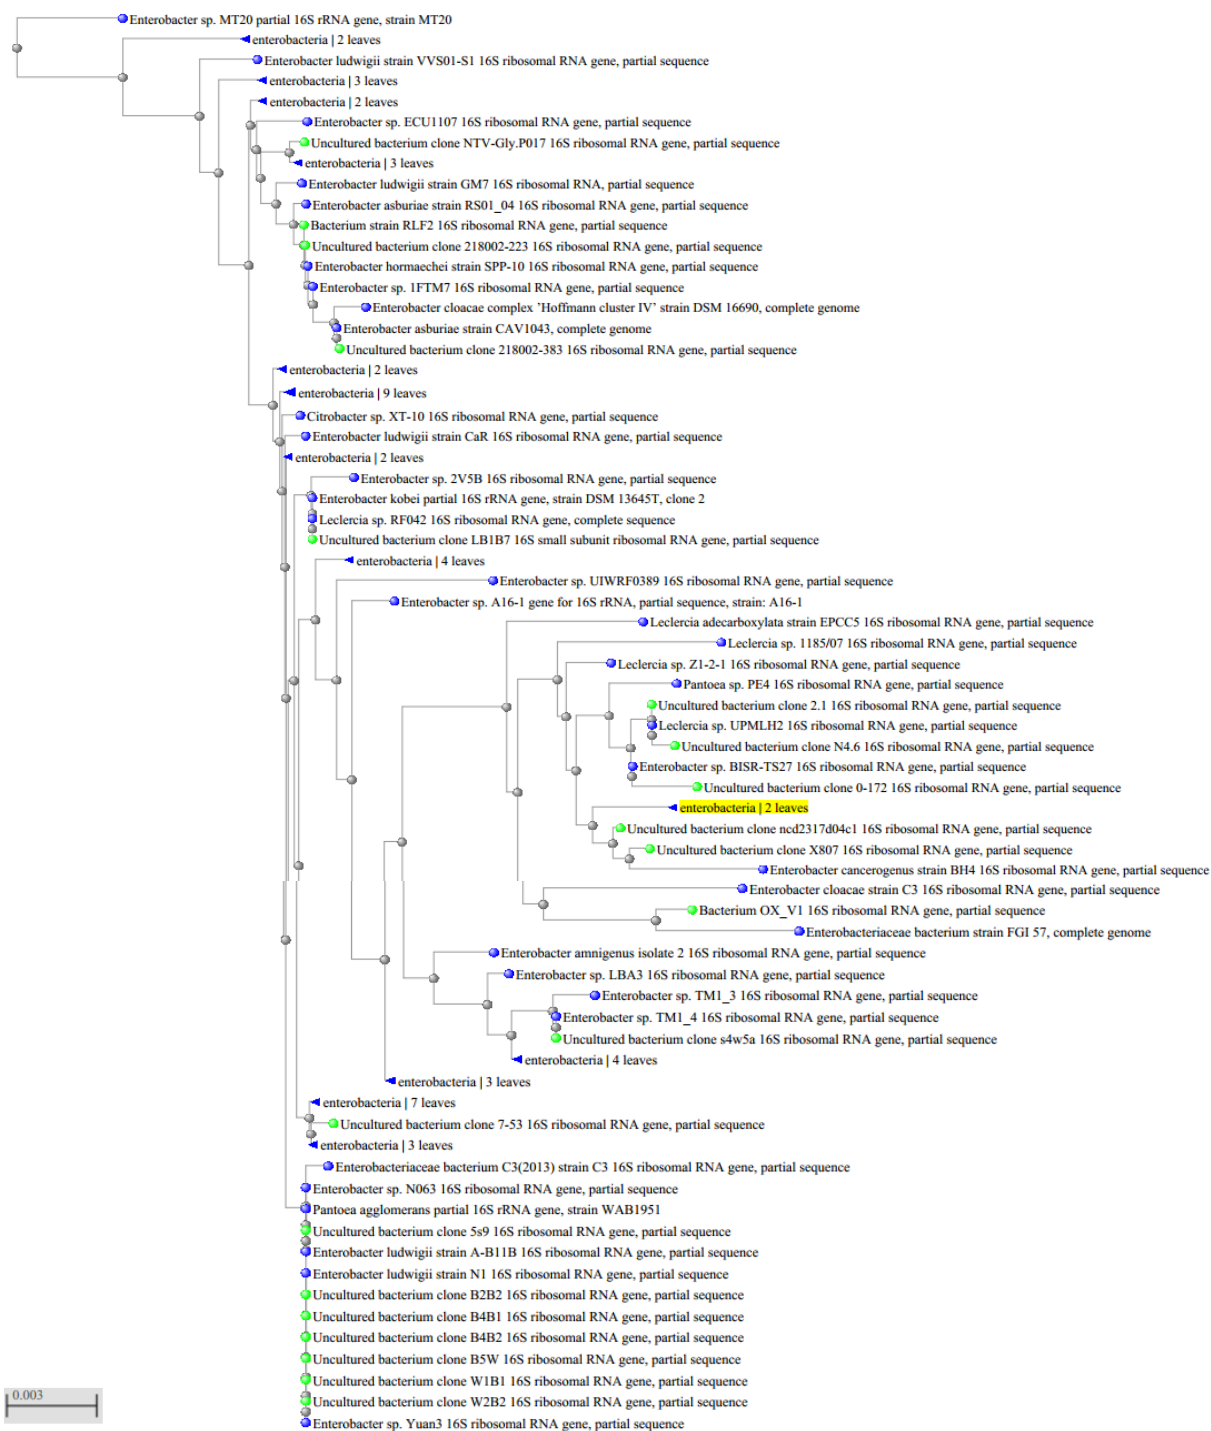 Enterobacter sp. MT20 partial 16S rRNA gene, strain MT20
enterobacteria | 2 leaves
Enterobacter ludwigii strain VVS01-S1 16S ribosomal RNA gene, partial sequence
enterobacteria | 3 leaves
enterobacteria | 2 leaves
Enterobacter sp. ECU1107 16S ribosomal RNA gene, partial sequence
Uncultured bacterium clone NTV-Gly.P017 16S ribosomal RNA gene, partial sequence
enterobacteria | 3 leaves
Enterobacter ludwigii strain GM7 16S ribosomal RNA, partial sequence
Enterobacter asburiae strain RS01_04 16S ribosomal RNA gene, partial sequence
Bacterium strain RLF2 16S ribosomal RNA gene, partial sequence
Uncultured bacterium clone 218002-223 16S ribosomal RNA gene, partial sequence
Enterobacter hormaechei strain SPP-10 16S ribosomal RNA gene, partial sequence
Enterobacter sp. 1FTM7 16S ribosomal RNA gene, partial sequence
Enterobacter cloacae complex 'Hoffmann cluster IV' strain DSM 16690, complete genome
Enterobacter asburiae strain CAV1043, complete genome
Uncultured bacterium clone 218002-383 16S ribosomal RNA gene, partial sequence
enterobacteria | 2 leaves
enterobacteria | 9 leaves
Citrobacter sp. XT-10 16S ribosomal RNA gene, partial sequence
Enterobacter ludwigii strain CaR 16S ribosomal RNA gene, partial sequence
enterobacteria | 2 leaves
Enterobacter sp. 2V5B 16S ribosomal RNA gene, partial sequence
Enterobacter kobei partial 16S rRNA gene, strain DSM 13645T, clone 2
Leclercia sp. RF042 16S ribosomal RNA gene, complete sequence
Uncultured bacterium clone LB1B7 16S small subunit ribosomal RNA gene, partial sequence
enterobacteria | 4 leaves
Enterobacter sp. UIWRF0389 16S ribosomal RNA gene, partial sequence
Enterobacter sp. A16-1 gene for 16S rRNA, partial sequence, strain: A16-1
Leclercia adecarboxylata strain EPCC5 16S ribosomal RNA gene, partial sequence
Leclercia sp. 1185/07 16S ribosomal RNA gene, partial sequence
Leclercia sp. Z1-2-1 16S ribosomal RNA gene, partial sequence
Pantoea sp. PE4 16S ribosomal RNA gene, partial sequence
Uncultured bacterium clone 2.1 16S ribosomal RNA gene, partial sequence
Leclercia sp. UPMLH2 16S ribosomal RNA gene, partial sequence
Uncultured bacterium clone N4.6 16S ribosomal RNA gene, partial sequence
Enterobacter sp. BISR-TS27 16S ribosomal RNA gene, partial sequence
Uncultured bacterium clone 0-172 16S ribosomal RNA gene, partial sequence
enterobacteria | 2 leaves
Uncultured bacterium clone ncd2317d04c1 16S ribosomal RNA gene, partial sequence
Uncultured bacterium clone X807 16S ribosomal RNA gene, partial sequence
Enterobacter cancerogenus strain BH4 16S ribosomal RNA gene, partial sequence
Enterobacter cloacae strain C3 16S ribosomal RNA gene, partial sequence
Bacterium OX_V1 16S ribosomal RNA gene, partial sequence
Enterobacteriaceae bacterium strain FGI 57, complete genome
Enterobacter amnigenus isolate 2 16S ribosomal RNA gene, partial sequence
Enterobacter sp. LBA3 16S ribosomal RNA gene, partial sequence
Enterobacter sp. TM1_3 16S ribosomal RNA gene, partial sequence
Enterobacter sp. TM1_4 16S ribosomal RNA gene, partial sequence
Uncultured bacterium clone s4w5a 16S ribosomal RNA gene, partial sequence
enterobacteria | 4 leaves
enterobacteria | 3 leaves
enterobacteria | 7 leaves
Uncultured bacterium clone 7-53 16S ribosomal RNA gene, partial sequence
enterobacteria | 3 leaves
Enterobacteriaceae bacterium C3(2013) strain C3 16S ribosomal RNA gene, partial sequence
Enterobacter sp. N063 16S ribosomal RNA gene, partial sequence
Pantoea agglomerans partial 16S rRNA gene, strain WAB1951
Uncultured bacterium clone 5s9 16S ribosomal RNA gene, partial sequence
Enterobacter ludwigii strain A-B11B 16S ribosomal RNA gene, partial sequence
Enterobacter ludwigii strain N1 16S ribosomal RNA gene, partial sequence
Uncultured bacterium clone B2B2 16S ribosomal RNA gene, partial sequence
Uncultured bacterium clone B4B1 16S ribosomal RNA gene, partial sequence
Uncultured bacterium clone B4B2 16S ribosomal RNA gene, partial sequence
Uncultured bacterium clone B5W 16S ribosomal RNA gene, partial sequence
Uncultured bacterium clone W1B1 16S ribosomal RNA gene, partial sequence
Uncultured bacterium clone W2B2 16S ribosomal RNA gene, partial sequence
Enterobacter sp. Yuan3 16S ribosomal RNA gene, partial sequence
0.003